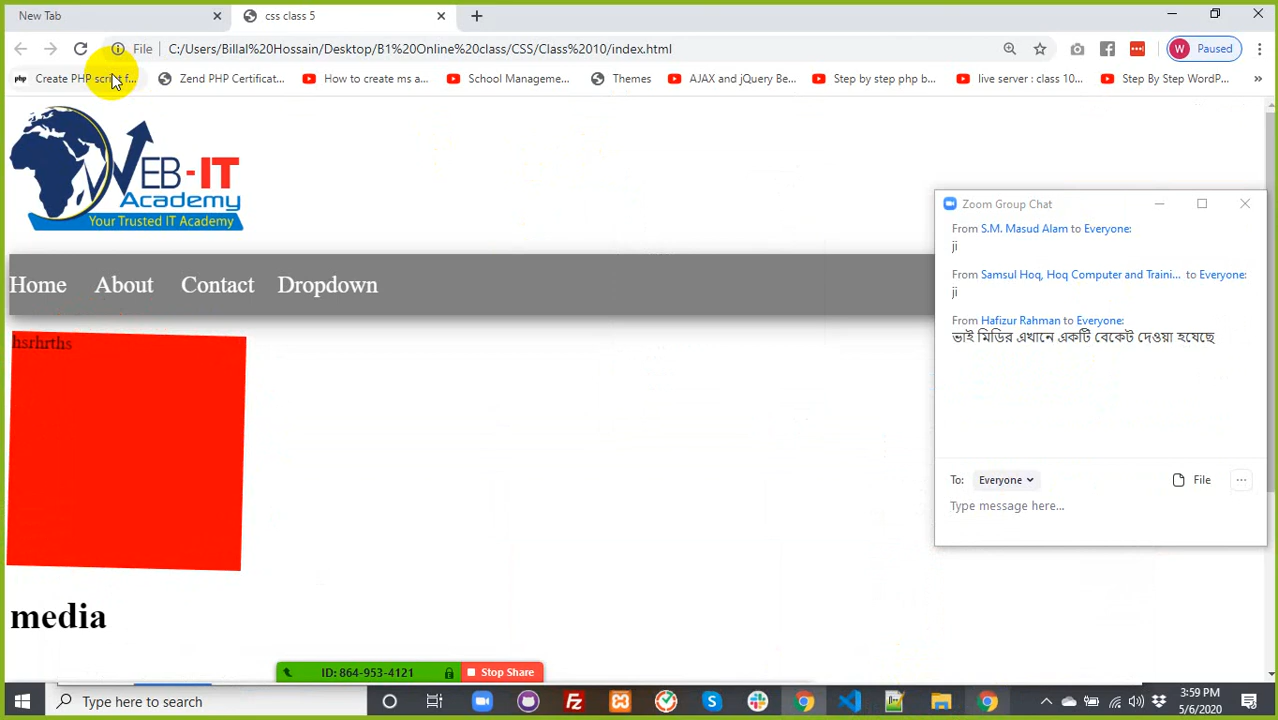 New Tab
css class 5
File
C:/Users/Billal%20Hossain/Desktop/B1%20Online%20class/CSS/Class%2010/index.html
W
Paused
php
Create PHP script f...
Zend PHP Certificat...
How to create ms a...
School Manageme...
Themes
AJAX and jQuery Be...
Step by step php b...
live server : class 10...
Step By Step WordP...
WEB-IT
Academy
Your Trusted IT Academy
Home
About
Contact
Dropdown
hsrhrths
media
Zoom Group Chat
From S.M. Masud Alam to Everyone:
ji
From Samsul Hoq, Hoq Computer and Traini... to Everyone:
ji
From Hafizur Rahman to Everyone:
ভাই মিডির এখানে একটি বেকেট দেওয়া হযেছে
To:
Everyone
File
Type message here...
ID: 864-953-4121
Stop Share
Type here to search
3:59 PM
5/6/2020